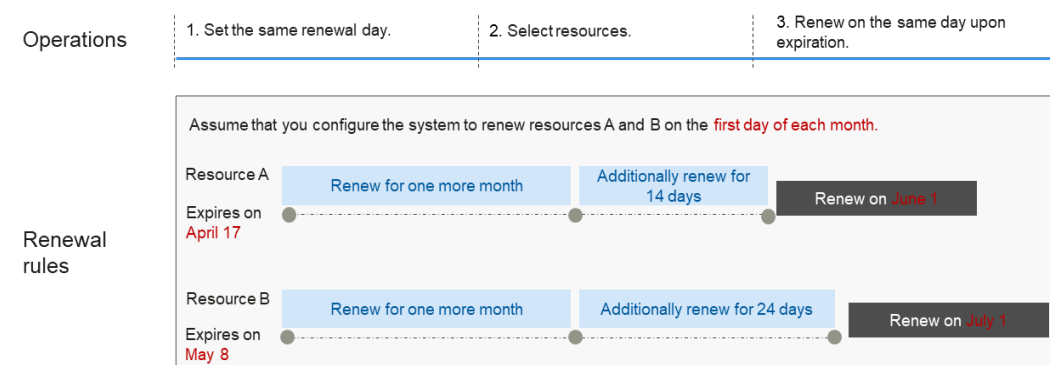 Operations
1. Set the same renewal day.
2. Select resources.
3. Renew on the same day upon
expiration.
Assume that you configure the system to renew resources A and B on the first day of each month.
Renewal
rules
Resource A
Expires on
April 17
Renew for one more month
Additionally renew for
14 days
Renew on June 1
Resource B
Expires on
May 8
Renew for one more month
Additionally renew for 24 days
Renew on July 1